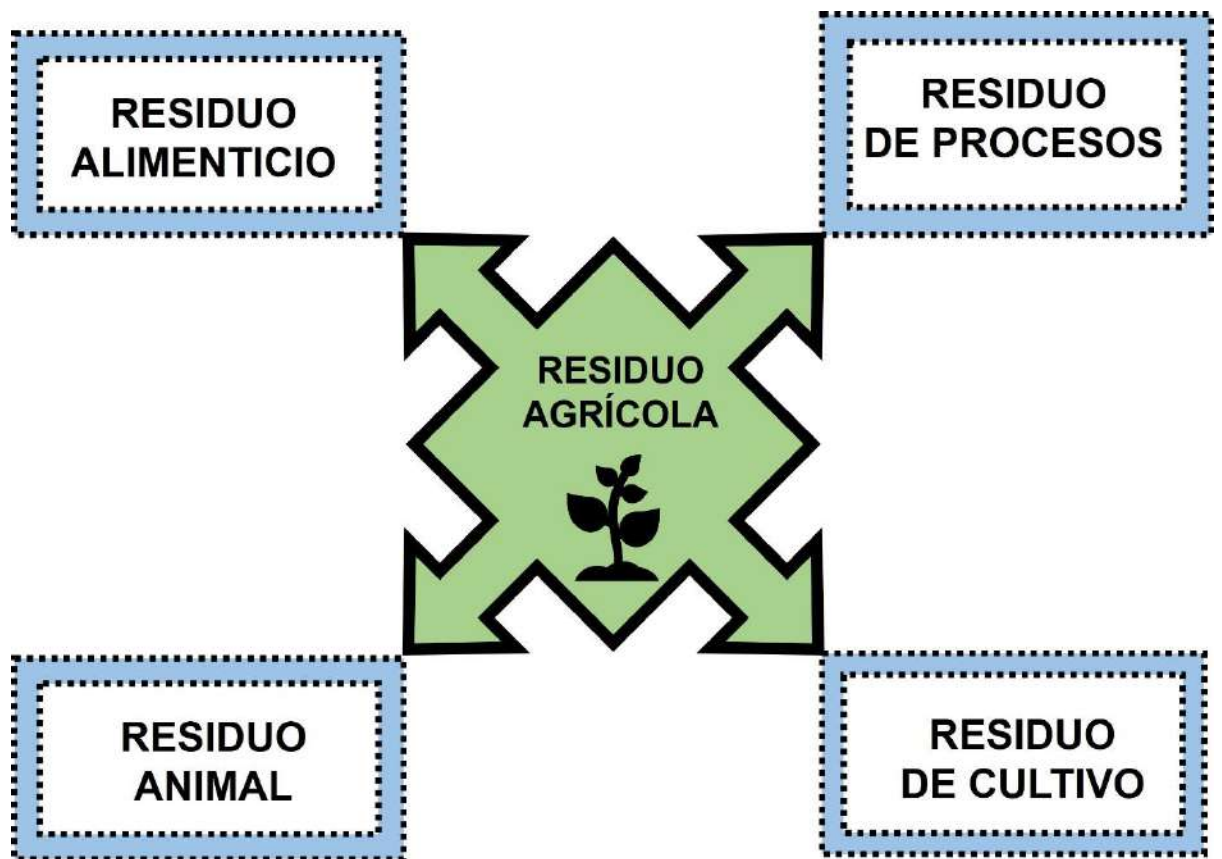 RESIDUO
ALIMENTICIO
RESIDUO
DE PROCESOS
RESIDUO
AGRÍCOLA
RESIDUO
ANIMAL
RESIDUO
DE CULTIVO